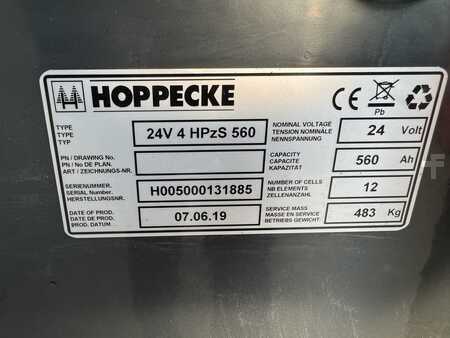 HOPPECKE
CE
Pb
TYPE
TYPE
TYP
24V 4 HPzS 560
NOMINAL VOLTAGE
TENSION NOMINALE
NENNSPANNUNG
24 Volt
PN / DRAWING No.
PN / No DE PLAN.
ART / ZEICHNUNGS-NR.
CAPACITY
CAPACITE
KAPAZITÄT
560 Ah
SERIENUMMER.
SERIAL, Number.
HERSTELLUNGSNR.
H005000131885
NUMBER OF CELLS
NB ELEMENTS
ZELLENANZAHL
12
DATE OF PROD.
DATE DE PROD.
PROD. DATUM
07.06.19
SERVICE MASS
MASSE EN SERVICE
BETRIEBS GEWICHT:
483 Kg